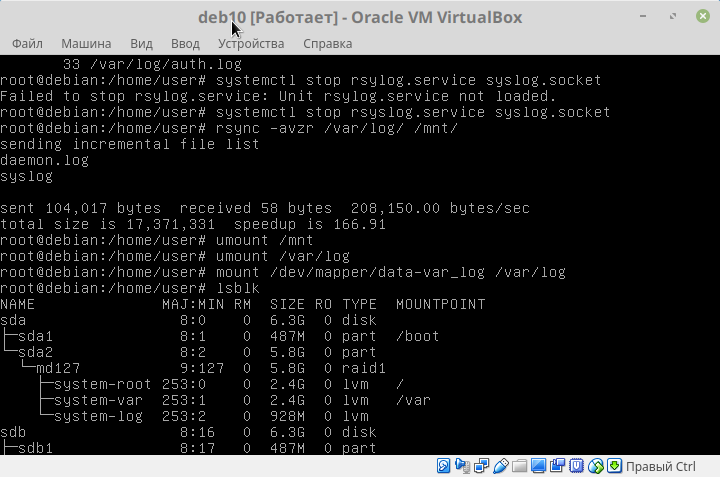 deb10 [Работает] - Oracle VM VirtualBox
Файл Машина Вид Ввод Устройства Справка
33 /var/log/auth.log
root@debian:/home/user# systemctl stop rsylog.service syslog.socket
Failed to stop rsylog.service: Unit rsylog.service not loaded.
root@debian:/home/user# systemctl stop rsyslog.service syslog.socket
root@debian:/home/user# rsync -avzr /var/log/ /mnt/
sending incremental file list
daemon.log
syslog
sent 104,017 bytes  received 58 bytes  208,150.00 bytes/sec
total size is 17,371,331  speedup is 166.91
root@debian:/home/user# umount /mnt
root@debian:/home/user# umount /var/log
root@debian:/home/user# mount /dev/mapper/data-var_log /var/log
root@debian:/home/user# lsblk
NAME MAJ:MIN RM SIZE RO TYPE MOUNTPOINT
sda 8:0 0 6.3G 0 disk
├─sda1 8:1 0 487M 0 part /boot
└─sda2 8:2 0 5.8G 0 part
└─md127 9:127 0 5.8G 0 raid1
├─system-root 253:0 0 2.4G 0 lvm /
├─system-var 253:1 0 2.4G 0 lvm /var
└─system-log 253:2 0 928M 0 lvm
sdb 8:16 0 6.3G 0 disk
├─sdb1 8:17 0 487M 0 part
Правый Ctrl